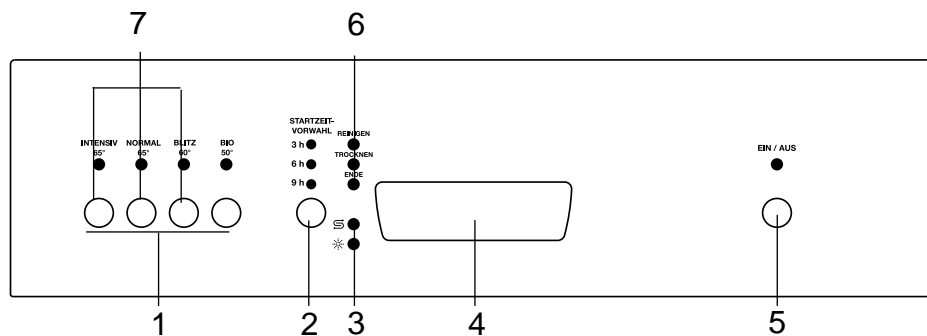 7
6
STARTZEIT-
VORWAHL
INTENSIV
65°
NORMAL
65°
BLITZ
60°
BIO
50°
3 h
6 h
9 h
REINIGEN
TROCKNEN
ENDE
EIN / AUS
1
2
3
4
5